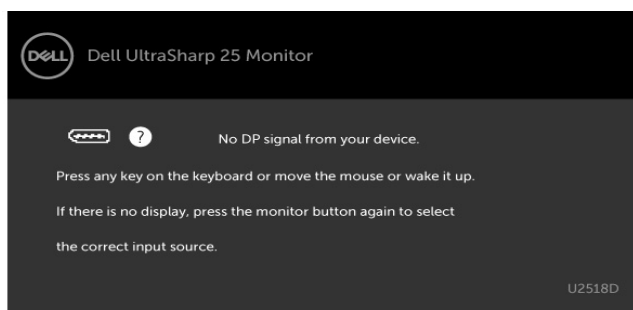 DELL Dell UltraSharp 25 Monitor
? No DP signal from your device.
Press any key on the keyboard or move the mouse or wake it up.
If there is no display, press the monitor button again to select
the correct input source.
U2518D